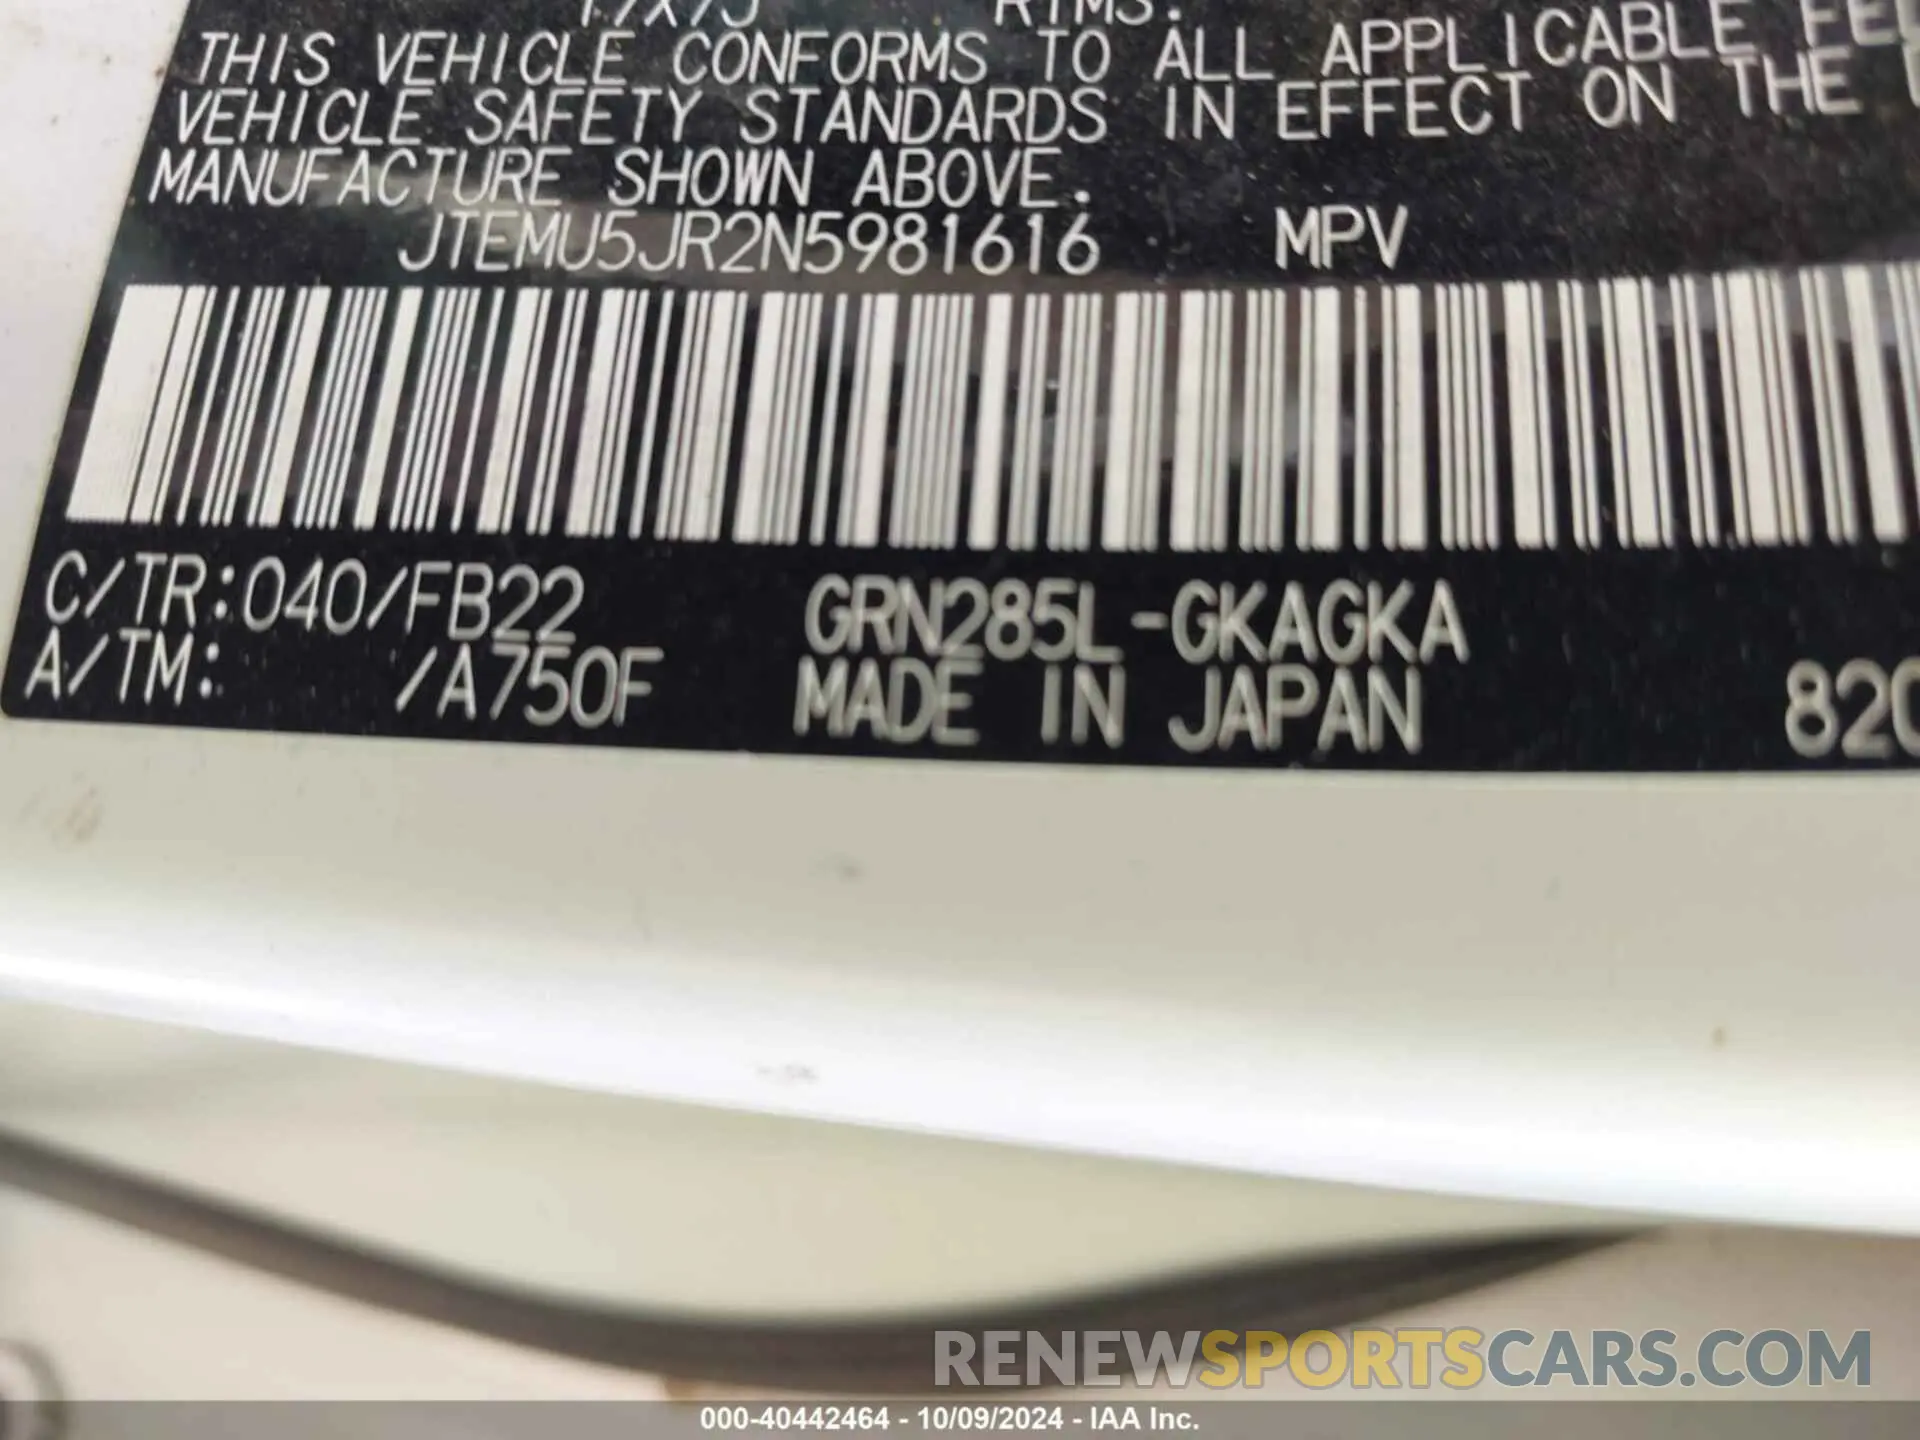 THIS VEHICLE CONFORMS TO ALL APPLICABLE
VEHICLE SAFETY STANDARDS IN EFFECT ON THE
MANUFACTURE SHOWN ABOVE.
JTEMU5JR2N5981616 MPV
C/TR:040/FB22 GRN285L-GKAGKA
A/TM: /A750F MADE IN JAPAN 820
RENEWSPORTSCARS.COM
000-40442464 - 10/09/2024 - IAA Inc.